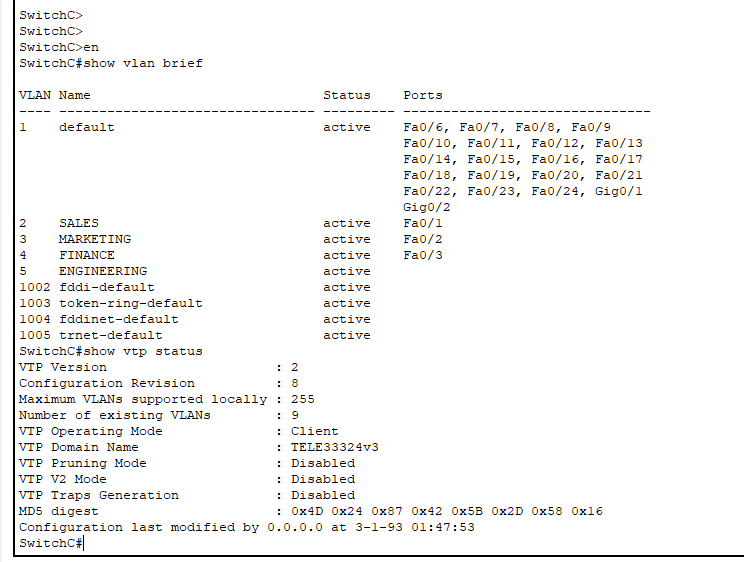 SwitchC>
SwitchC>
SwitchC>en
SwitchC#show vlan brief
VLAN Name                             Status    Ports
---- -------------------------------- --------- -------------------------------
1    default                          active    Fa0/6, Fa0/7, Fa0/8, Fa0/9
                                                Fa0/10, Fa0/11, Fa0/12, Fa0/13
                                                Fa0/14, Fa0/15, Fa0/16, Fa0/17
                                                Fa0/18, Fa0/19, Fa0/20, Fa0/21
                                                Fa0/22, Fa0/23, Fa0/24, Gig0/1
                                                Gig0/2
2    SALES                            active    Fa0/1
3    MARKETING                        active    Fa0/2
4    FINANCE                          active    Fa0/3
5    ENGINEERING                      active
1002 fddi-default                     active
1003 token-ring-default               active
1004 fddinet-default                  active
1005 trnet-default                    active
SwitchC#show vtp status
VTP Version                     : 2
Configuration Revision          : 8
Maximum VLANs supported locally : 255
Number of existing VLANs        : 9
VTP Operating Mode              : Client
VTP Domain Name                 : TELE33324v3
VTP Pruning Mode                : Disabled
VTP V2 Mode                     : Disabled
VTP Traps Generation            : Disabled
MD5 digest                      : 0x4D 0x24 0x87 0x42 0x5B 0x2D 0x58 0x16
Configuration last modified by 0.0.0.0 at 3-1-93 01:47:53
SwitchC#